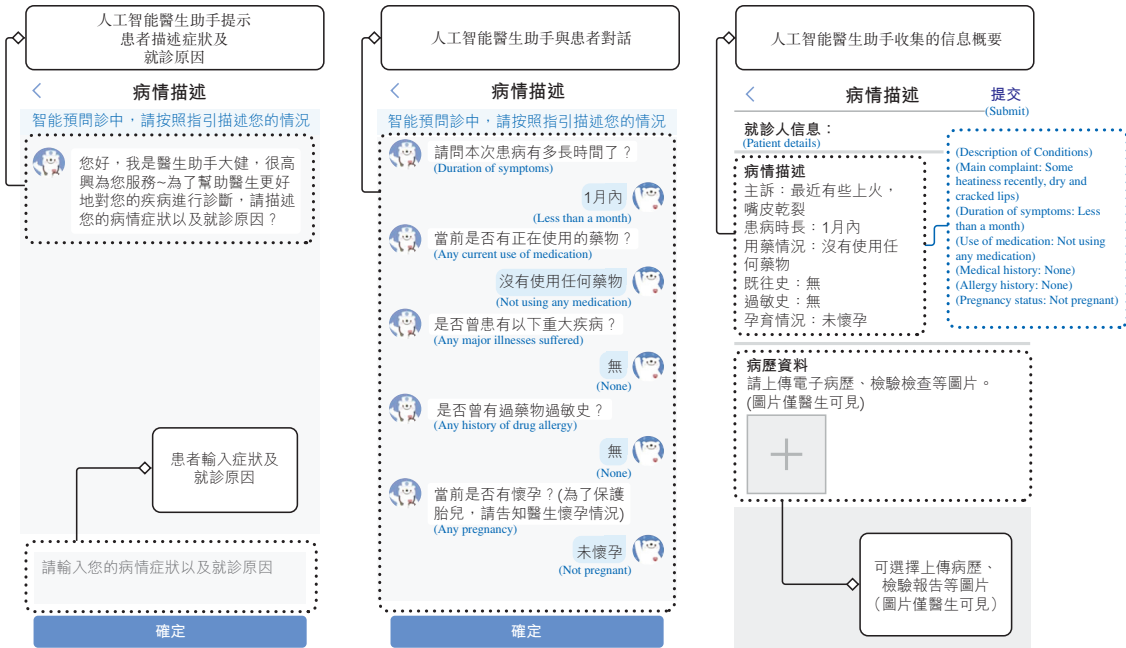 人工智能醫生助手提示
患者描述症狀及
就診原因
病情描述
智能預問診中，請按照指引描述您的情況
您好，我是醫生助手大健，很高
興為您服務~為了幫助醫生更好
地對您的疾病進行診斷，請描述
您的病情症狀以及就診原因？
患者輸入症狀及
就診原因
請輸入您的病情症狀以及就診原因
確定
人工智能醫生助手與患者對話
病情描述
智能預問診中，請按照指引描述您的情況
請問本次患病有多長時間了？
(Duration of symptoms)
1月內
(Less than a month)
當前是否有正在使用的藥物？
(Any current use of medication)
沒有使用任何藥物
(Not using any medication)
是否曾患有以下重大疾病？
(Any major illnesses suffered)
無
(None)
是否曾有過藥物過敏史？
(Any history of drug allergy)
無
(None)
當前是否有懷孕？(為了保護
胎兒，請告知醫生懷孕情況)
(Any pregnancy)
未懷孕
(Not pregnant)
確定
人工智能醫生助手收集的信息概要
病情描述
提交
(Submit)
就診人信息：
(Patient details)
病情描述
主訴：最近有些上火，
嘴皮乾裂
患病時長：1月內
用藥情況：沒有使用任
何藥物
既往史：無
過敏史：無
孕育情況：未懷孕
(Description of Conditions)
(Main complaint: Some
heatiness recently, dry and
cracked lips)
(Duration of symptoms: Less
than a month)
(Use of medication: Not using
any medication)
(Medical history: None)
(Allergy history: None)
(Pregnancy status: Not pregnant)
病歷資料
請上傳電子病歷、檢驗檢查等圖片。
(圖片僅醫生可見)
可選擇上傳病歷、
檢驗報告等圖片
（圖片僅醫生可見）